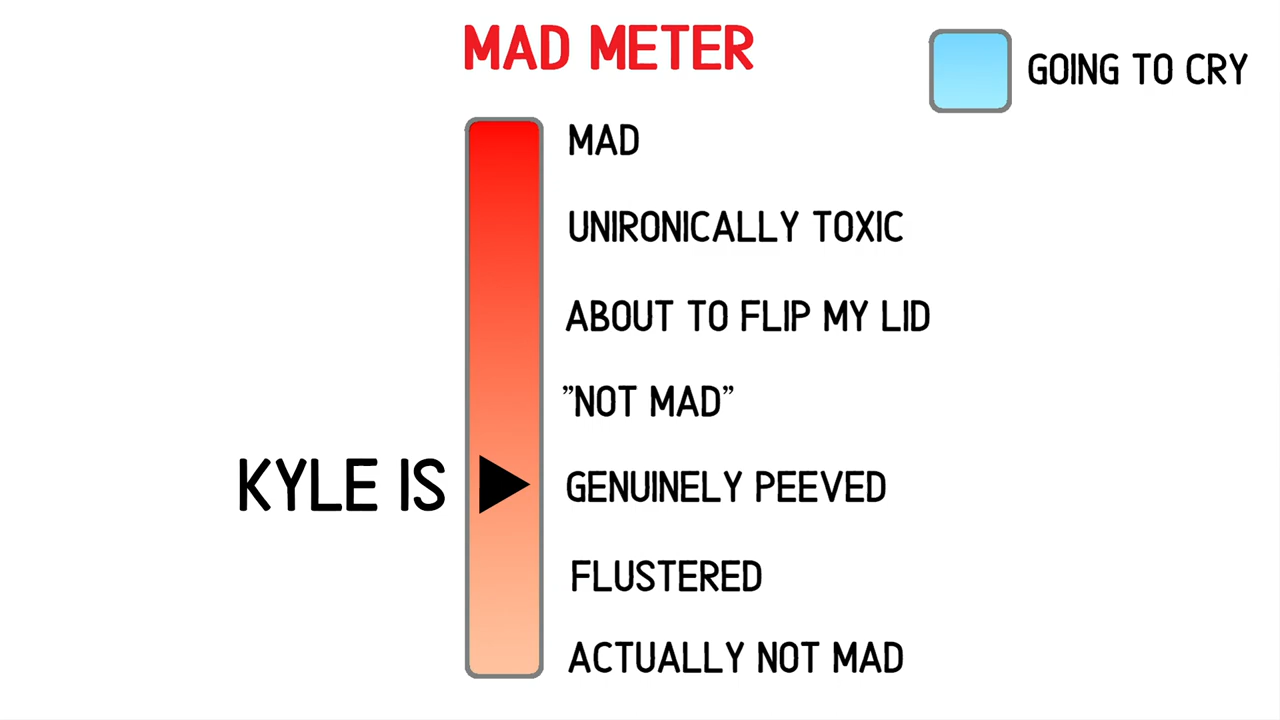 MAD METER
GOING TO CRY
MAD
UNIRONICALLY TOXIC
ABOUT TO FLIP MY LID
”NOT MAD”
KYLE IS
GENUINELY PEEVED
FLUSTERED
ACTUALLY NOT MAD